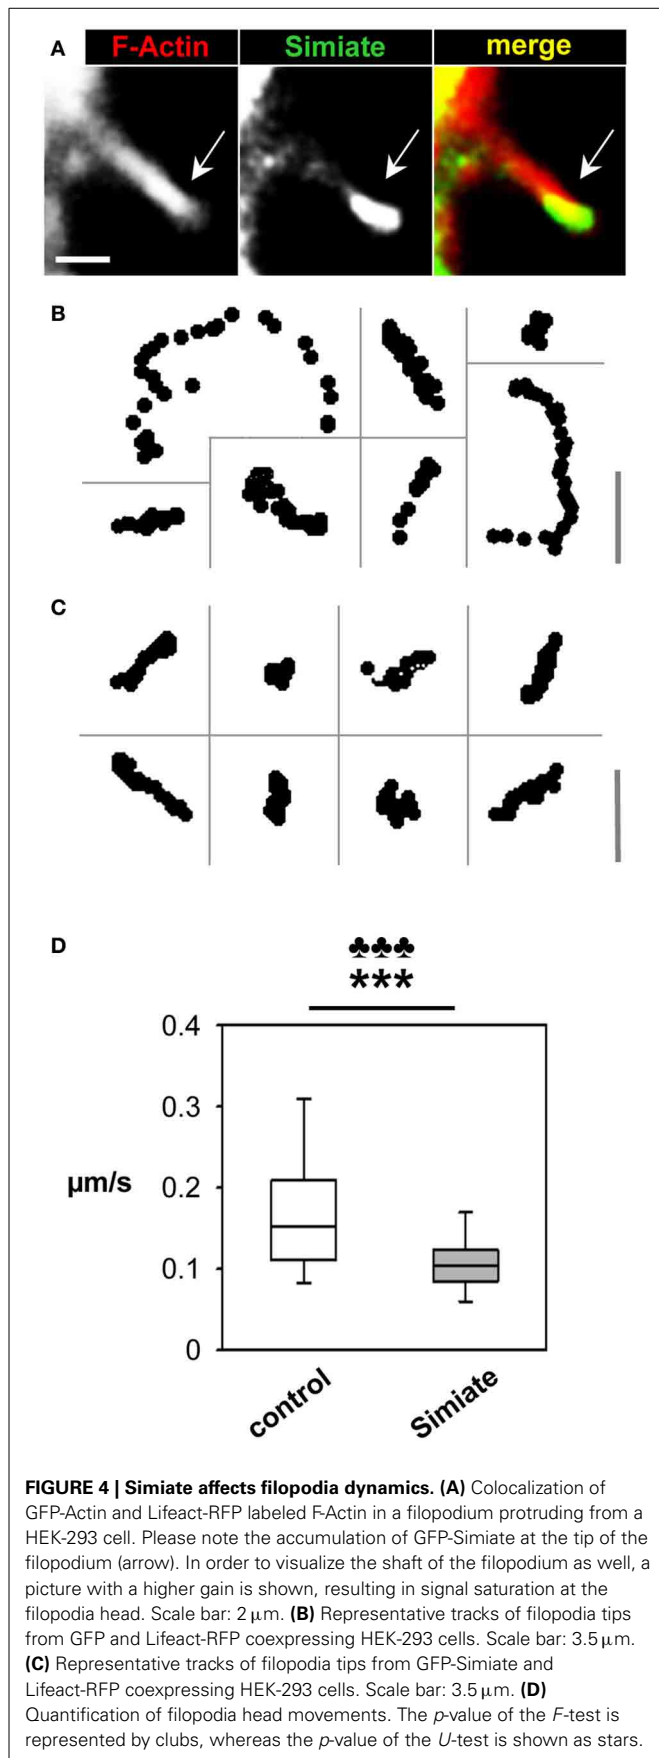 A F-Action Simiate merge
B
C
D
♣♣♣
***
0.4
0.3
µm/s 0.2
0.1
0
control Simiate
FIGURE 4 | Simiate affects filopodia dynamics. (A) Colocalization of
GFP-Actin and Lifeact-RFP labeled F-Actin in a filopodium protruding from a
HEK-293 cell. Please note the accumulation of GFP-Simiate at the tip of the
filopodium (arrow). In order to visualize the shaft of the filopodium as well, a
picture with a higher gain is shown, resulting in signal saturation at the
filopodia head. Scale bar: 2 µm. (B) Representative tracks of filopodia tips
from GFP and Lifeact-RFP coexpressing HEK-293 cells. Scale bar: 3.5 µm.
(C) Representative tracks of filopodia tips from GFP-Simiate and
Lifeact-RFP coexpressing HEK-293 cells. Scale bar: 3.5 µm. (D)
Quantification of filopodia head movements. The p-value of the F-test is
represented by clubs, whereas the p-value of the U-test is shown as stars.